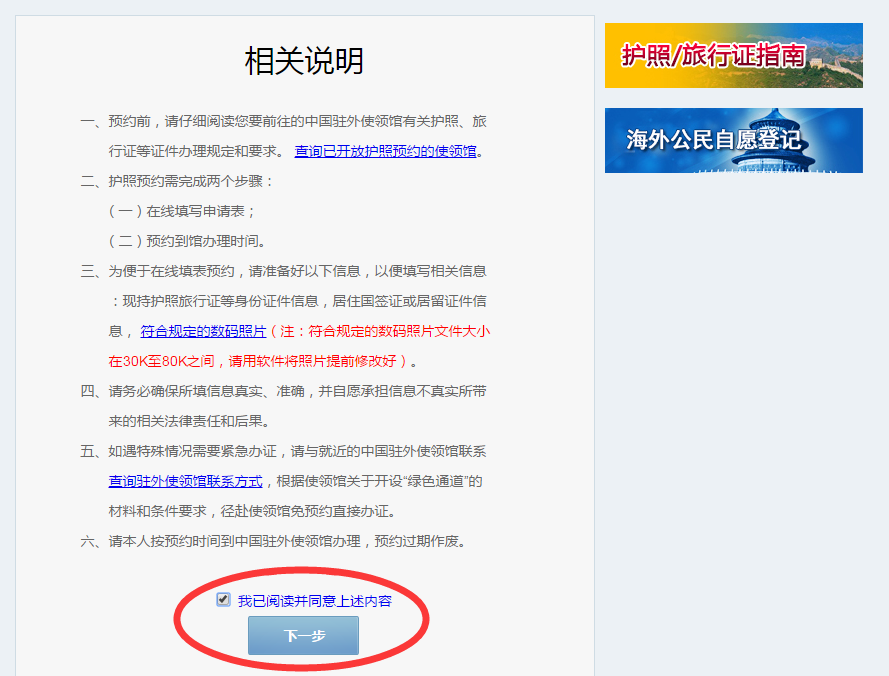 相关说明
一、预约前，请仔细阅读您要前往的中国驻外使领馆有关护照、旅
行证等证件办理规定和要求。 查询已开放护照预约的使领馆。
二、护照预约需完成两个步骤：
（一）在线填写申请表；
（二）预约到馆办理时间。
三、为便于在线填表预约，请准备好以下信息，以便填写相关信息
：现持护照旅行证等身份证件信息，居住国签证或居留证件信
息， 符合规定的数码照片（注：符合规定的数码照片文件大小
在30K至80K之间，请用软件将照片提前修改好）。
四、请务必确保所填信息真实、准确，并自愿承担信息不真实所带
来的相关法律责任和后果。
五、如遇特殊情况需要紧急办证，请与就近的中国驻外使领馆联系
查询驻外使领馆联系方式，根据使领馆关于开设“绿色通道”的
材料和条件要求，径赴使领馆免预约直接办证。
六、请本人按预约时间到中国驻外使领馆办理，预约过期作废。
我已阅读并同意上述内容
下一步
护照/旅行证指南
海外公民自愿登记